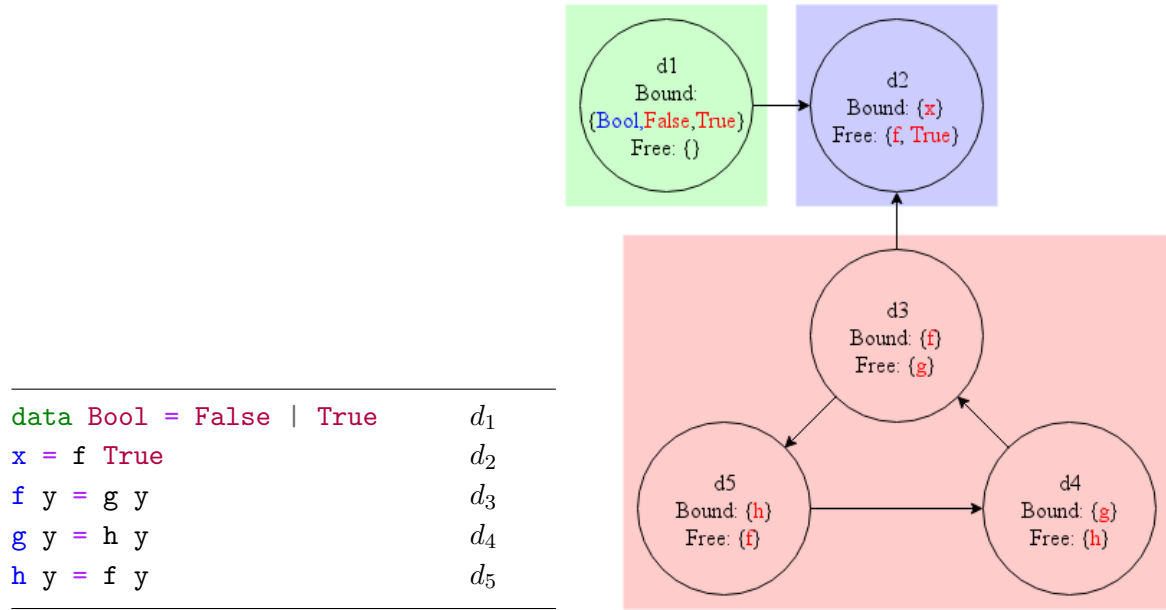 data Bool = False | True d1
x = f True d2
f y = g y d3
g y = h y d4
h y = f y d5
d1
Bound:
{Bool,False,True}
Free: {}
d2
Bound: {x}
Free: {f, True}
d3
Bound: {f}
Free: {g}
d5
Bound: {h}
Free: {f}
d4
Bound: {g}
Free: {h}